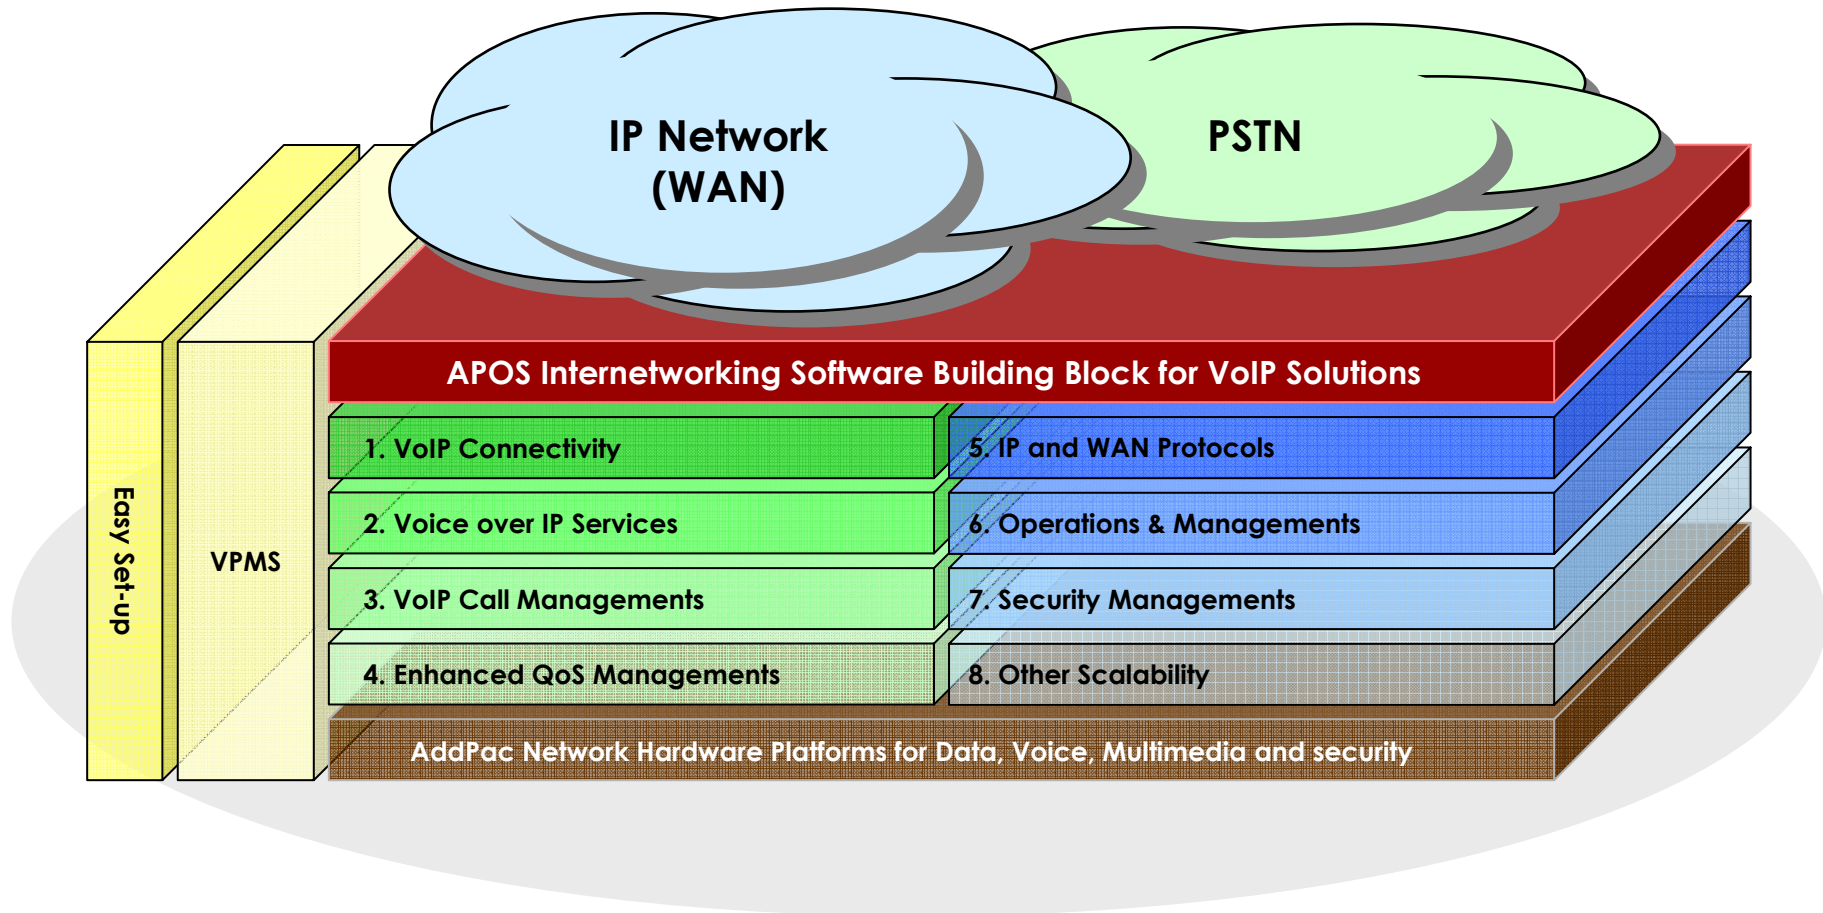 IP Network
(WAN)
PSTN
APOS Internetworking Software Building Block for VoIP Solutions
Easy Set-up
VPMS
1. VoIP Connectivity
2. Voice over IP Services
3. VoIP Call Managements
4. Enhanced QoS Managements
5. IP and WAN Protocols
6. Operations & Managements
7. Security Managements
8. Other Scalability
AddPac Network Hardware Platforms for Data, Voice, Multimedia and security